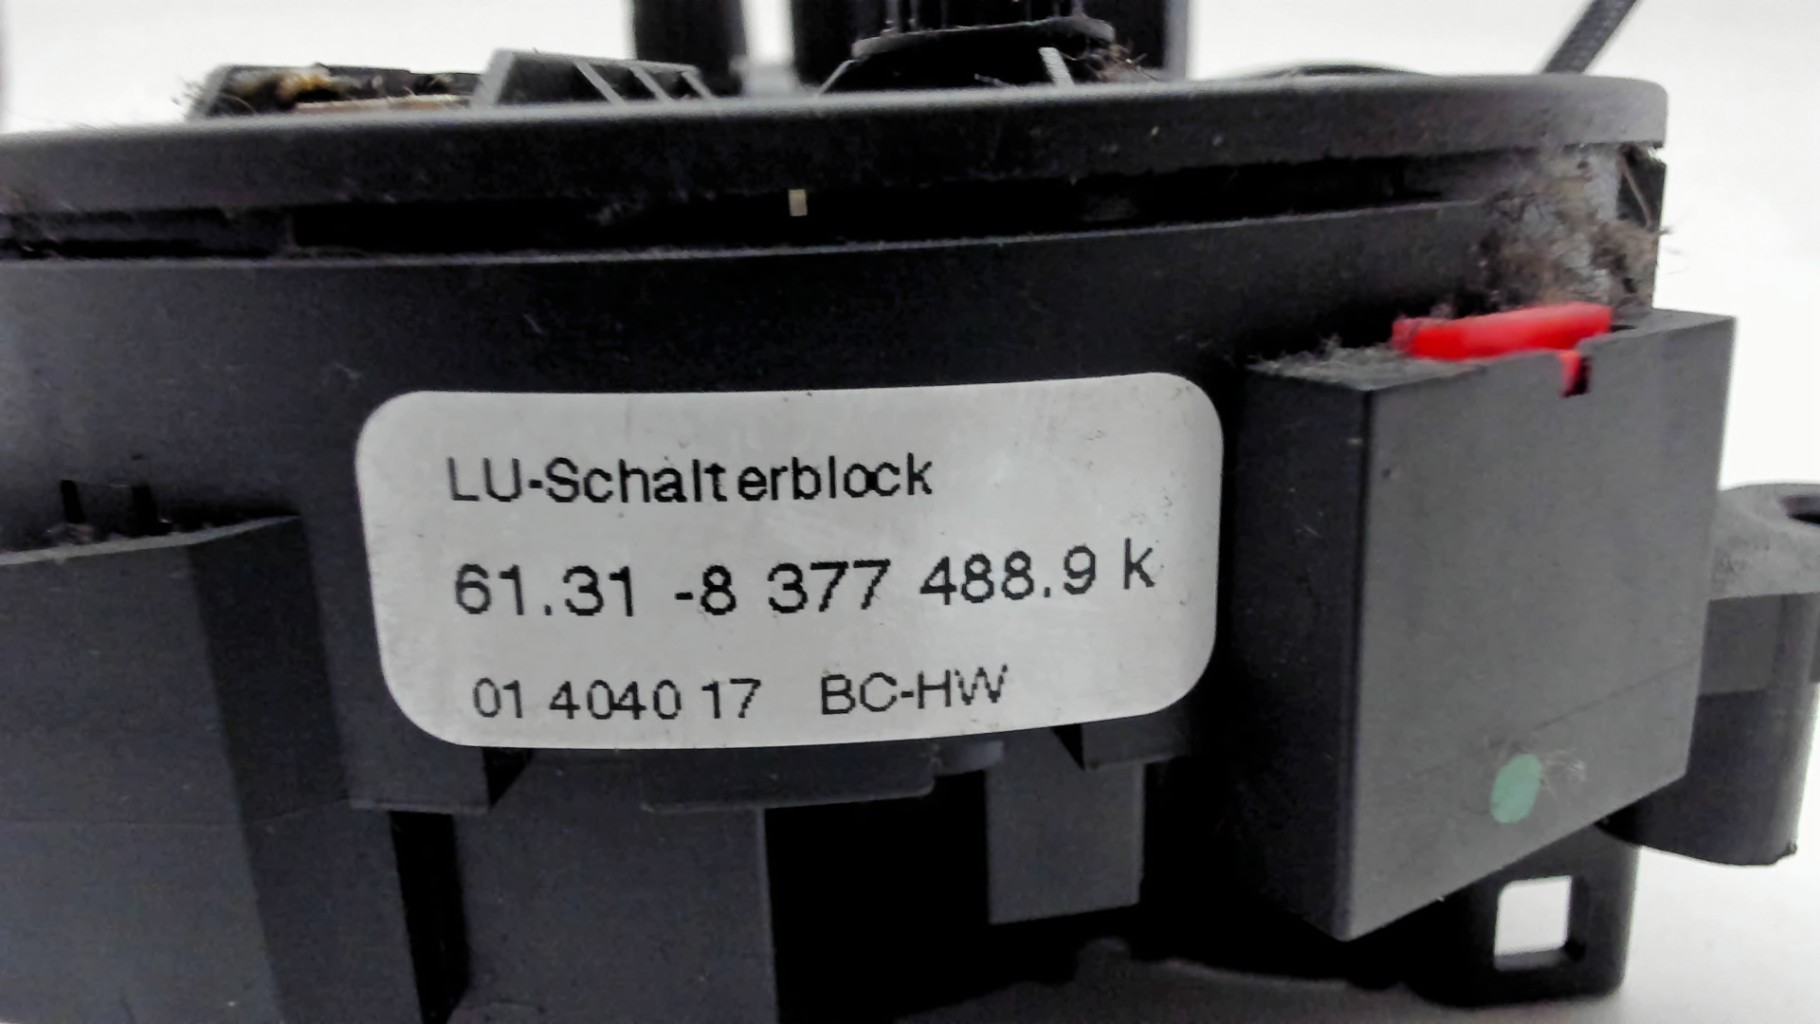 LU-Schalterblock
61.31 -8 377 488.9 k
01 4040 17 BC-HW